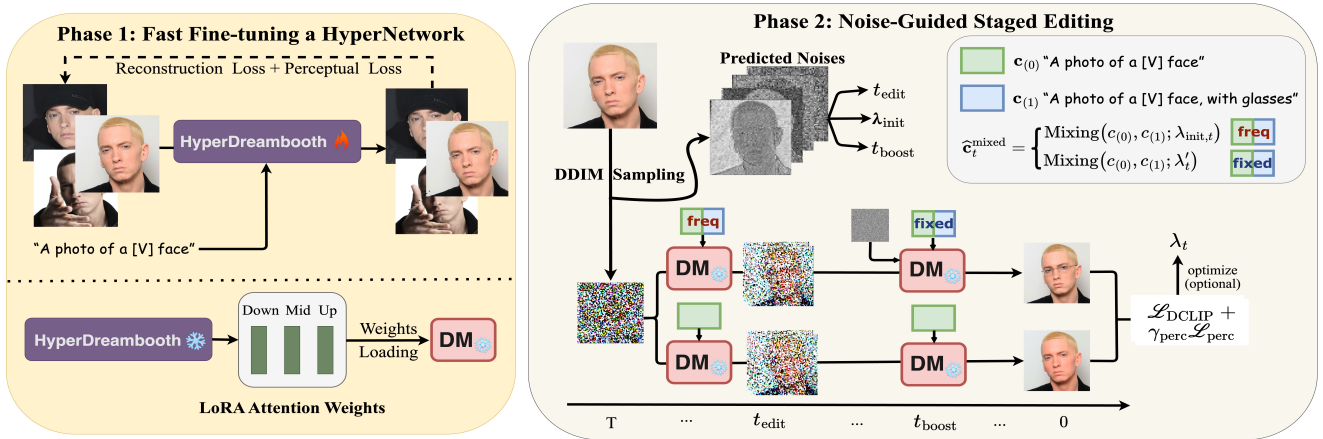 Phase 1: Fast Fine-tuning a HyperNetwork
Reconstruction Loss + Perceptual Loss
HyperDreambooth
"A photo of a [V] face"
HyperDreambooth
Down Mid Up
Weights
Loading
DM
LoRA Attention Weights
Phase 2: Noise-Guided Staged Editing
Predicted Noises
t_edit
λ_init
t_boost
DDIM Sampling
c_(0) "A photo of a [V] face"
c_(1) "A photo of a [V] face, with glasses"
ĉ_t^mixed = { Mixing(c_(0), c_(1); λ_init,t) freq
Mixing(c_(0), c_(1); λ'_t) fixed
freq
fixed
DM
DM
DM
DM
λ_t
optimize
(optional)
ℒ_DCLIP +
γ_perc ℒ_perc
T ... t_edit ... t_boost ... 0